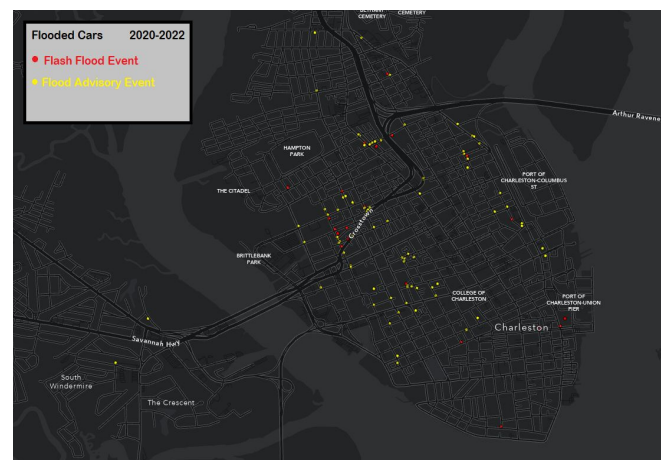 Flooded Cars 2020-2022
Flash Flood Event
Flood Advisory Event
CEMETERY
CEMETERY
Arthur Ravene
HAMPTON
PARK
THE CITADEL
PORT OF
CHARLESTON-COLUMBUS
ST
Crosstown
BRITTLEBANK
PARK
COLLEGE OF
CHARLESTON
PORT OF
CHARLESTON-UNION
PIER
Charleston
Savannah Hwy
South
Windermere
The Crescent